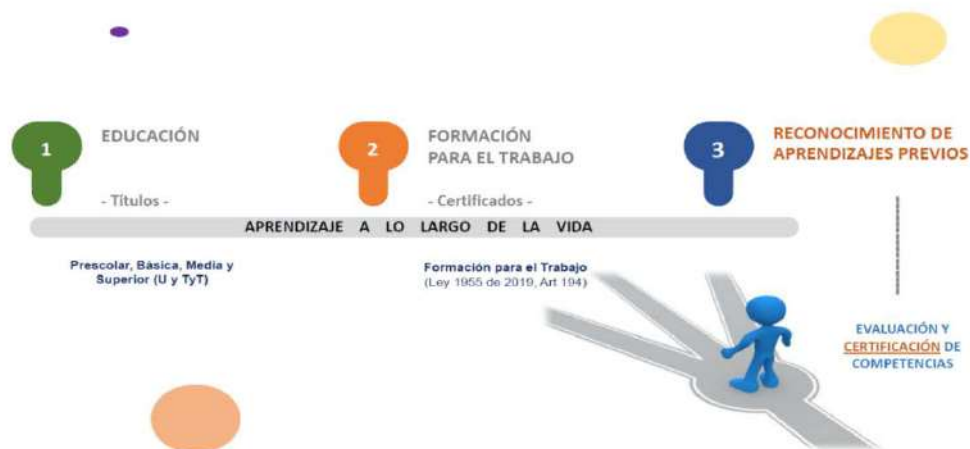 1
EDUCACIÓN
- Títulos -
2
FORMACIÓN
PARA EL TRABAJO
- Certificados -
3
RECONOCIMIENTO DE
APRENDIZAJES PREVIOS
APRENDIZAJE A LO LARGO DE LA VIDA
Prescolar, Básica, Media y
Superior (U y TyT)
Formación para el Trabajo
(Ley 1955 de 2019, Art 194)
EVALUACIÓN Y
CERTIFICACIÓN DE
COMPETENCIAS